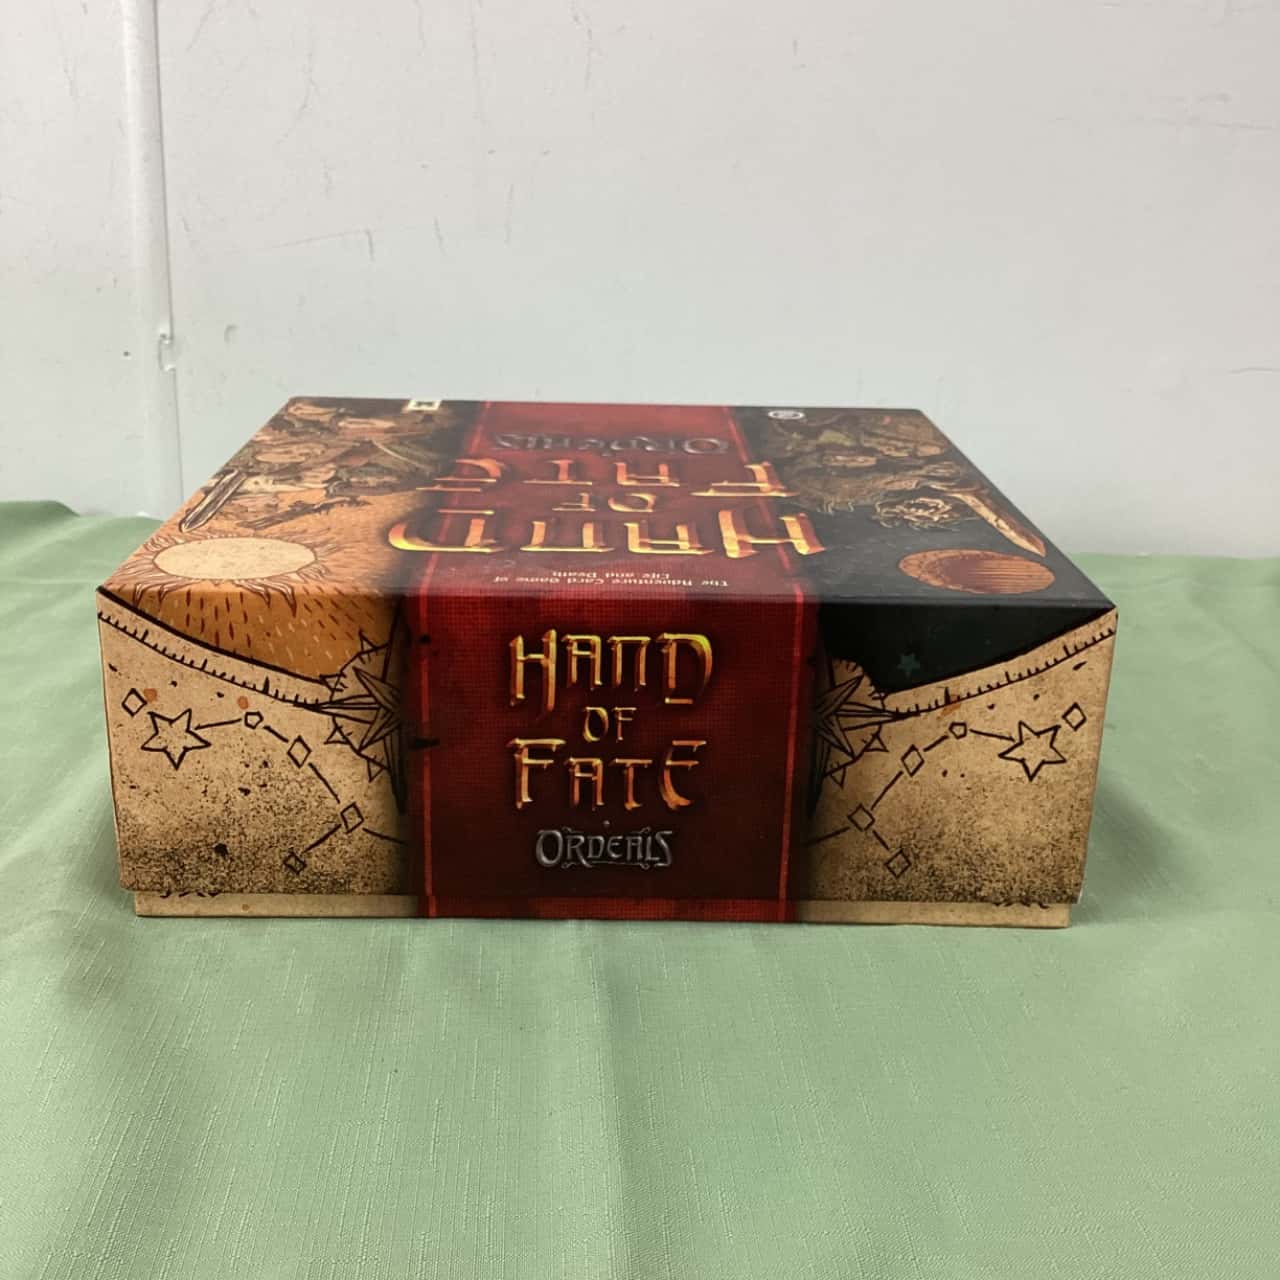 ORDEALS
FATE
OF
HAND
The Adventure Card Game of
Life and Death
HAND
OF
FATE
ORDEALS